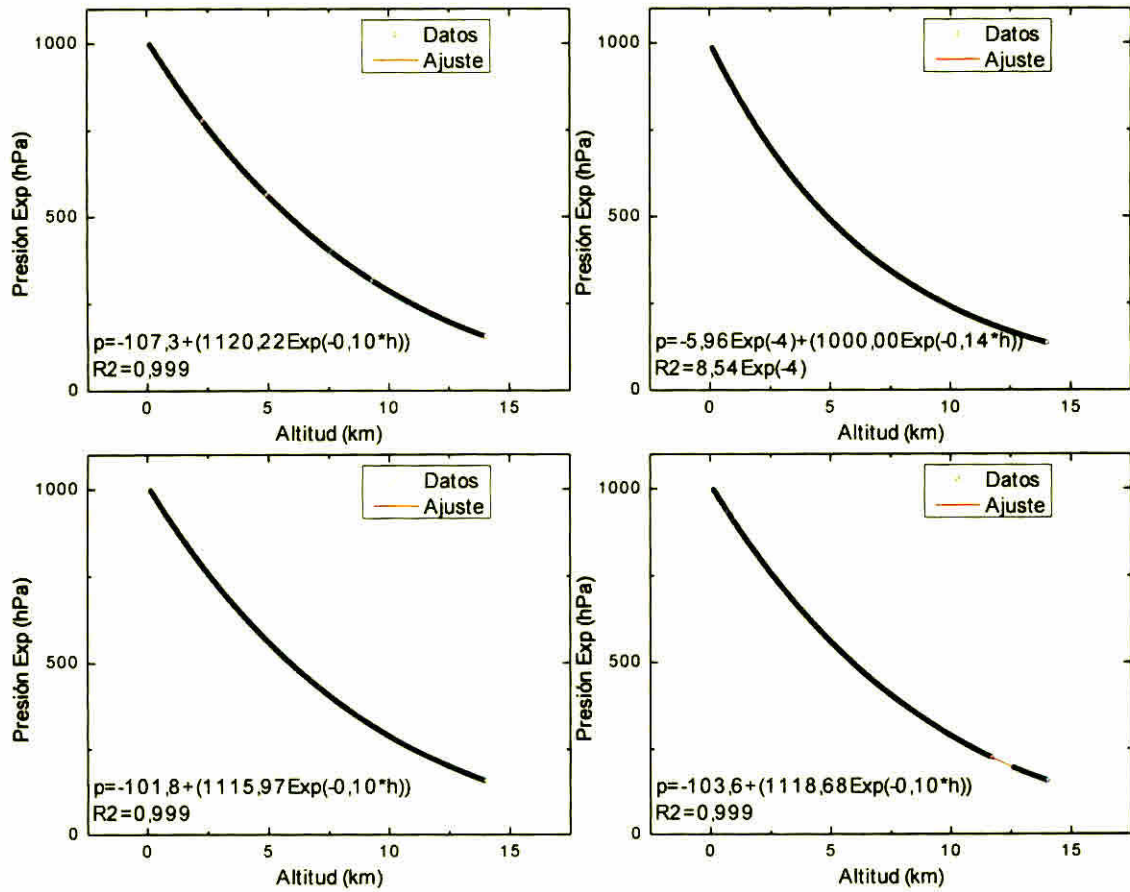 Datos
Ajuste
1000
500
0
Presión Exp (hPa)
p=-107,3+(1120,22Exp(-0,10*h))
R2=0,999
0
5
10
15
Altitud (km)
Datos
Ajuste
1000
500
0
Presión Exp (hPa)
p=-5,96Exp(-4)+(1000,00Exp(-0,14*h))
R2=8,54Exp(-4)
0
5
10
15
Altitud (km)
Datos
Ajuste
1000
500
0
Presión Exp (hPa)
p=-101,8+(1115,97Exp(-0,10*h))
R2=0,999
0
5
10
15
Altitud (km)
Datos
Ajuste
1000
500
0
Presión Exp (hPa)
p=-103,6+(1118,68Exp(-0,10*h))
R2=0,999
0
5
10
15
Altitud (km)